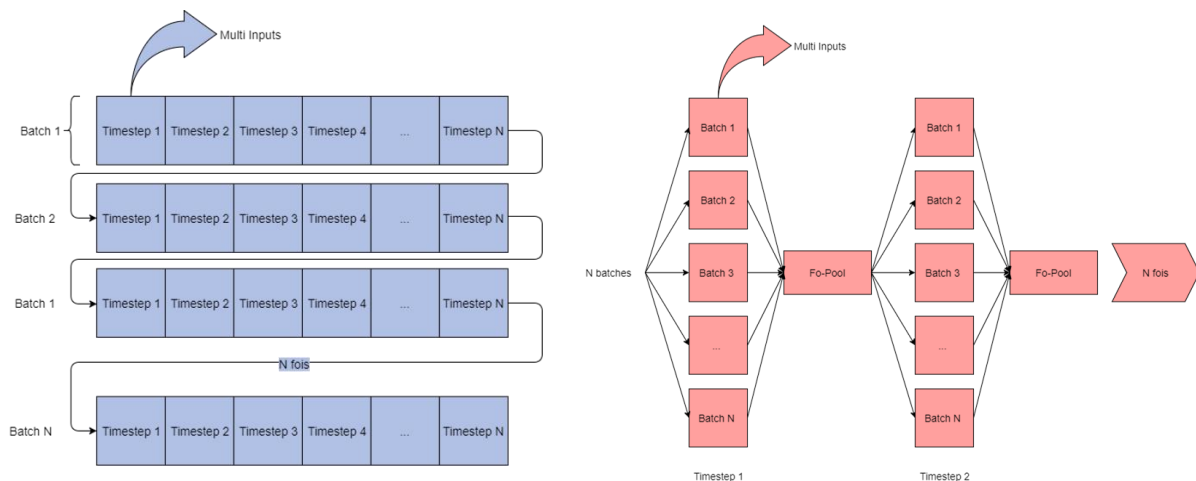 Multi Inputs
Batch 1
Timestep 1 Timestep 2 Timestep 3 Timestep 4 ... Timestep N
Batch 2
Timestep 1 Timestep 2 Timestep 3 Timestep 4 ... Timestep N
Batch 1
Timestep 1 Timestep 2 Timestep 3 Timestep 4 ... Timestep N
N fois
Batch N
Timestep 1 Timestep 2 Timestep 3 Timestep 4 ... Timestep N
Multi Inputs
N batches
Batch 1
Batch 2
Batch 3
...
Batch N
Timestep 1
Fo-Pool
Batch 1
Batch 2
Batch 3
...
Batch N
Timestep 2
Fo-Pool
N fois